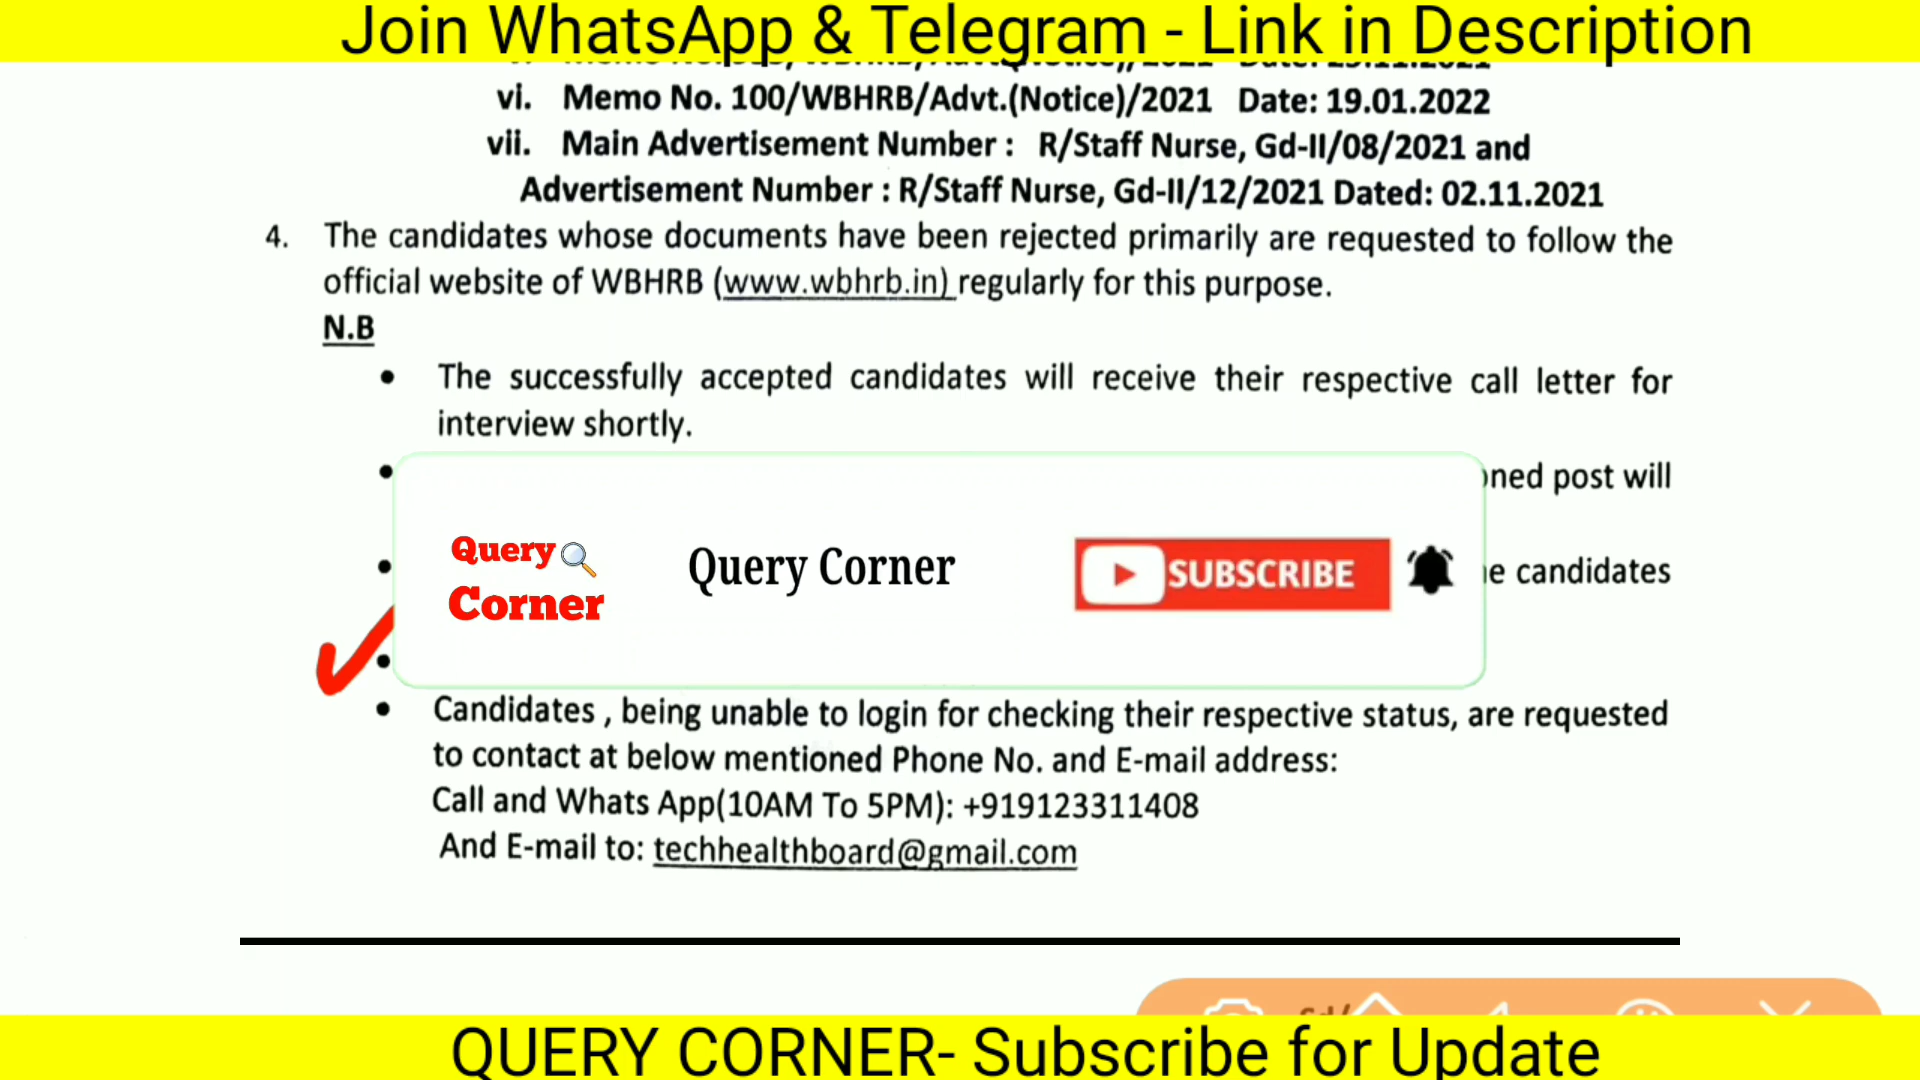 Join WhatsApp & Telegram - Link in Description
vi. Memo No. 100/WBHRB/Advt.(Notice)/2021 Date: 19.01.2022
vii. Main Advertisement Number : R/Staff Nurse, Gd-II/08/2021 and
Advertisement Number : R/Staff Nurse, Gd-II/12/2021 Dated: 02.11.2021
4. The candidates whose documents have been rejected primarily are requested to follow the
official website of WBHRB (www.wbhrb.in) regularly for this purpose.
N.B
• The successfully accepted candidates will receive their respective call letter for
interview shortly.
post will
candidates
Query
Corner
Query Corner
SUBSCRIBE
• Candidates , being unable to login for checking their respective status, are requested
to contact at below mentioned Phone No. and E-mail address:
Call and Whats App(10AM To 5PM): +919123311408
And E-mail to: techhealthboard@gmail.com
QUERY CORNER- Subscribe for Update